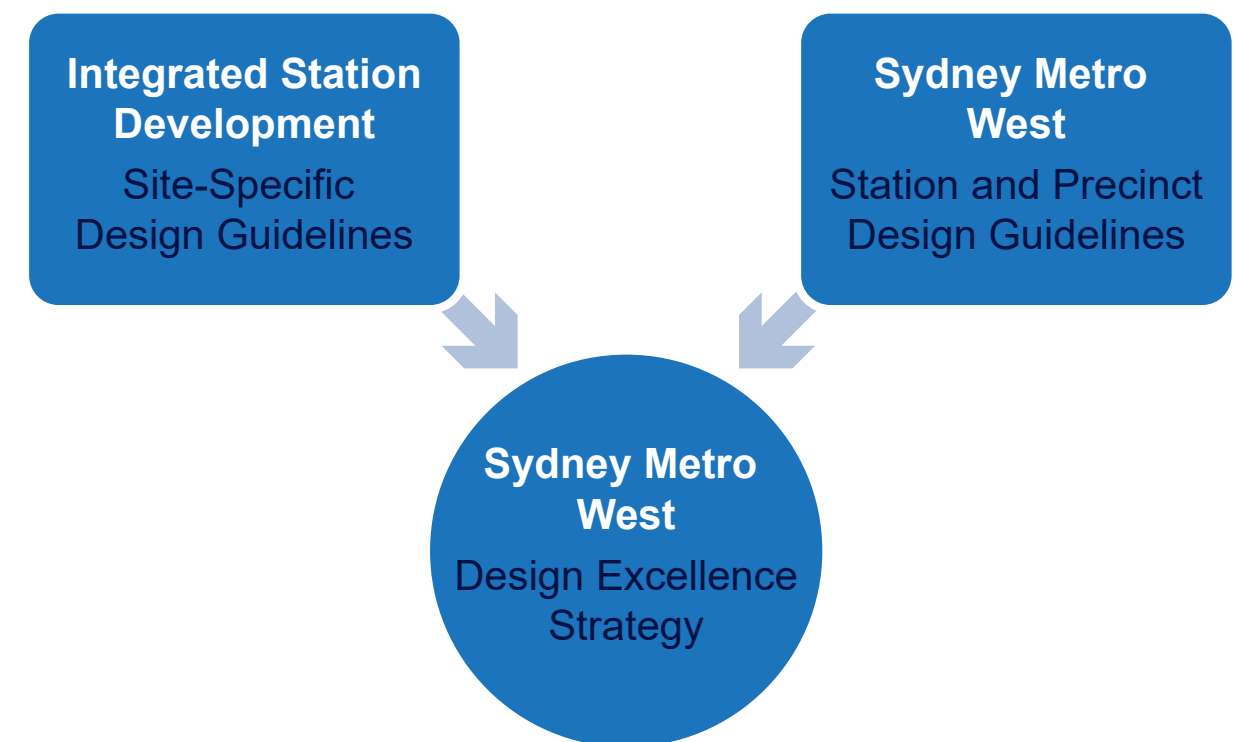 Integrated Station
Development
Site-Specific
Design Guidelines
Sydney Metro
West
Station and Precinct
Design Guidelines
Sydney Metro
West
Design Excellence
Strategy